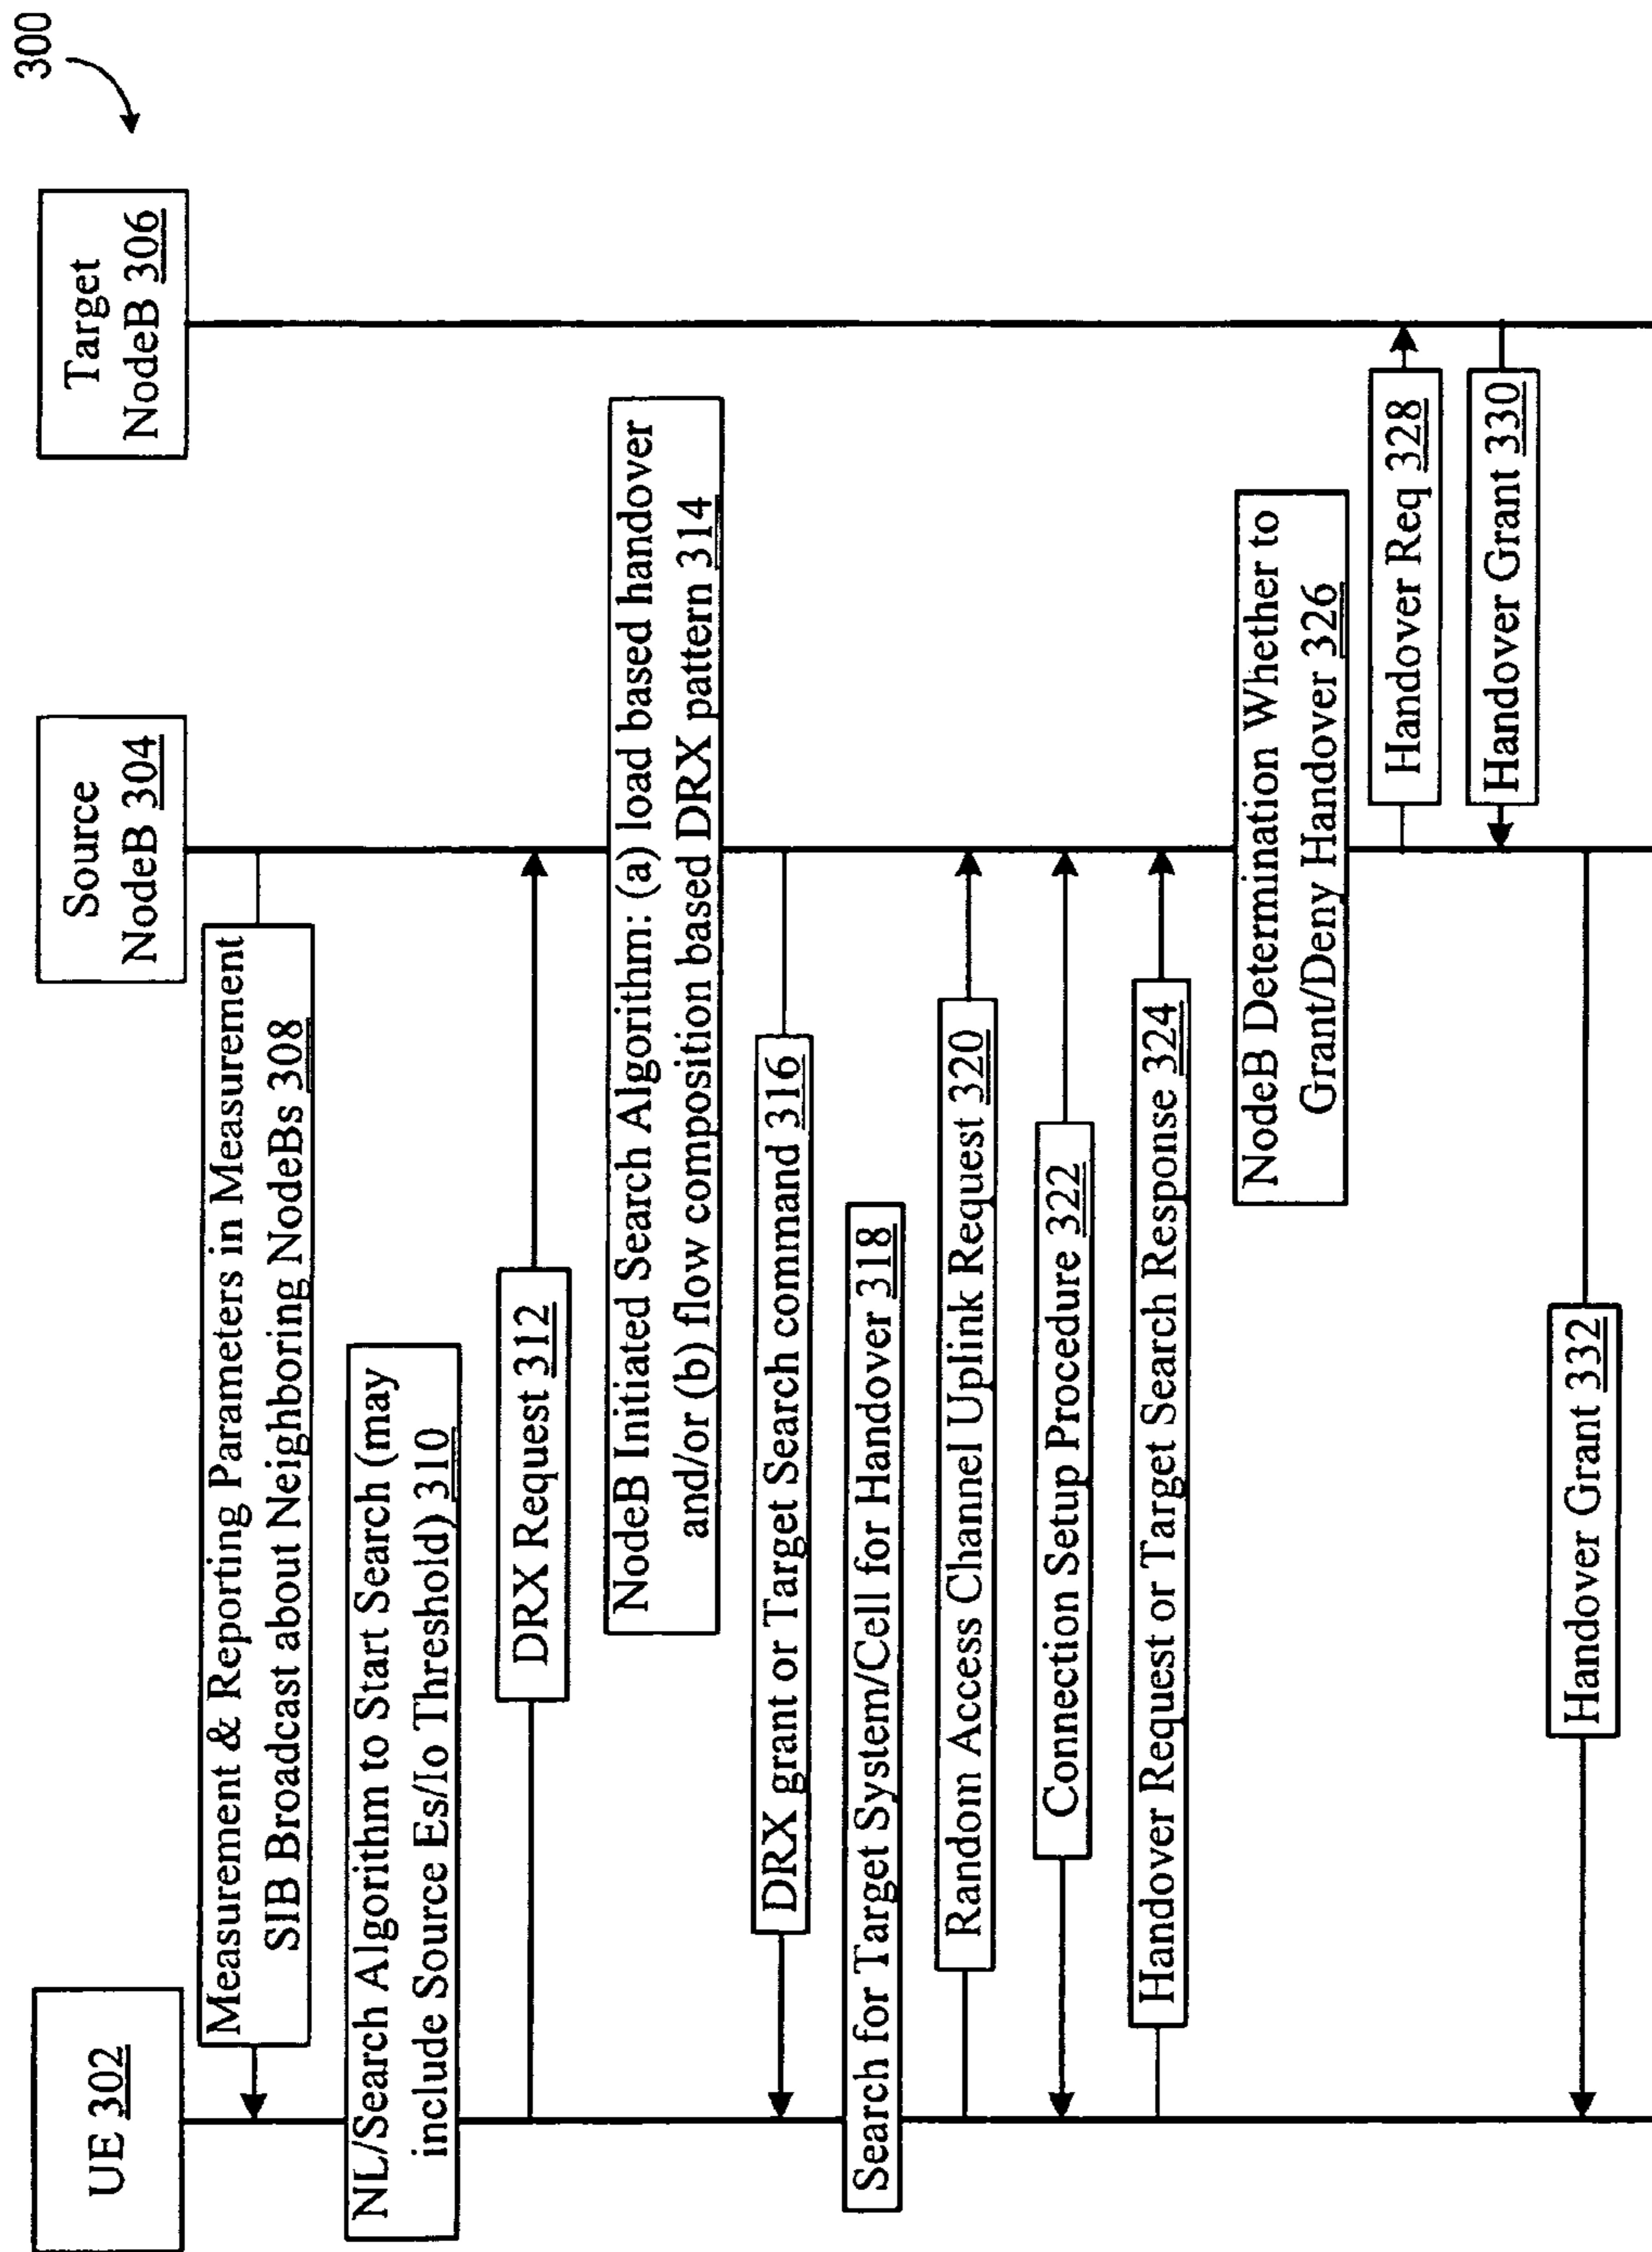 300
UE 302
Source
NodeB 304
Target
NodeB 306
Measurement & Reporting Parameters in Measurement
SIB Broadcast about Neighboring NodeBs 308
NL/Search Algorithm to Start Search (may
include Source Es/Io Threshold) 310
DRX Request 312
NodeB Initiated Search Algorithm: (a) load based handover
and/or (b) flow composition based DRX pattern 314
DRX grant or Target Search command 316
Search for Target System/Cell for Handover 318
Random Access Channel Uplink Request 320
Connection Setup Procedure 322
Handover Request or Target Search Response 324
NodeB Determination Whether to
Grant/Deny Handover 326
Handover Req 328
Handover Grant 330
Handover Grant 332